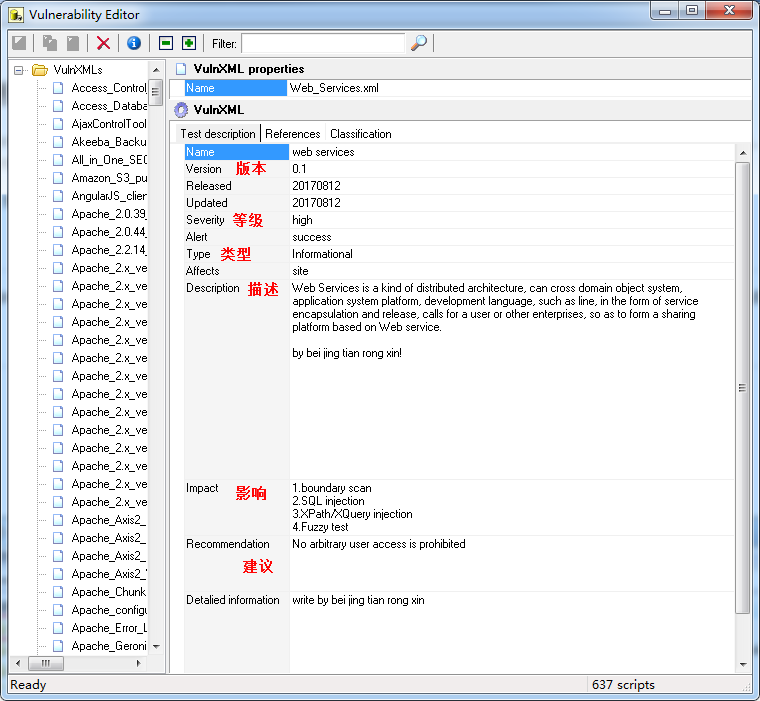 Vulnerability Editor
Filter:
VulnXMLs
Access_Control
Access_Databa
AjaxControlTool
Akeeba_Backu
All_in_One_SEO
Amazon_S3_pu
AngularJS_clien
Apache_2.0.39_
Apache_2.0.44_
Apache_2.2.14_
Apache_2.x_ve
Apache_2.x_ve
Apache_2.x_ve
Apache_2.x_ve
Apache_2.x_ve
Apache_2.x_ve
Apache_2.x_ve
Apache_2.x_ve
Apache_2.x_ve
Apache_2.x_ve
Apache_2.x_ve
Apache_2.x_ve
Apache_2.x_ve
Apache_2.x_ve
Apache_Axis2_
Apache_Axis2_
Apache_Axis2_
Apache_Axis2_
Apache_Chunk
Apache_configu
Apache_Error_L
Apache_Geroni
VulnXML properties
Name Web_Services.xml
VulnXML
Test description References Classification
Name web services
Version 版本 0.1
Released 20170812
Updated 20170812
Severity 等级 high
Alert success
Type 类型 Informational
Affects site
Description 描述 Web Services is a kind of distributed architecture, can cross domain object system,
application system platform, development language, such as line, in the form of service
encapsulation and release, calls for a user or other enterprises, so as to form a sharing
platform based on Web service.
by bei jing tian rong xin!
Impact 影响 1.boundary scan
2.SQL injection
3.XPath/XQuery injection
4.Fuzzy test
Recommendation No arbitrary user access is prohibited
建议
Detalied information write by bei jing tian rong xin
Ready 637 scripts